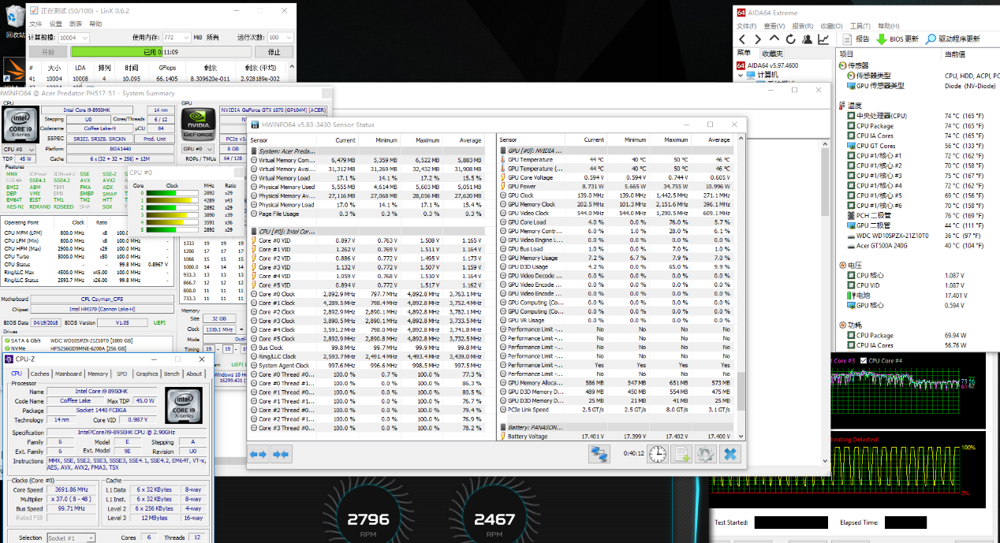 回收站
正在测试 (50/100) - LinX 0.6.2
文件 设置 图表 帮助
计算规模: 10004 使用内存: 772 MiB 所有 运行次数: 100
开始 已用 0:11:09 停止
# 大小 LDA 排列 时间 GFlops 剩余 剩余 (平均)
41 10004 10008 4 10.095 66.1405 8.309620e-011 2.928189e-002
HWiNFO64 @ Acer Predator PH517-51 - System Summary
CPU
Intel Core i9-8950HK 14 nm
Stepping U0 Cores/Threads 6 / 12
Codename Coffee Lake-H µCU 84
SSPEC SR3Z2, SR3ZB, SRCKN Prod. Unit
CPU #0 Platform BGA1440
TDP 45 W Cache 6 x (32 + 32 + 256) + 12M
Features
MMX 3DNow! 3DNow!-2 SSE SSE-2
SSE4A SSE4.1 SSE4.2 AVX AVX2
BMI2 ABM TBM FMA ADX
DEP VMX SMX SMEP SMAP
EM64T EIST TM1 TM2 HTT
AES-NI RDRAND RDSEED SHA SGX
GPU
NVIDIA GeForce GTX 1070 (GP104M) [ACER]
GPU #0 8 GB
ROPs / TMUs 64 / 128
CPU #0
Core Clock MHz Ratio
0 2892 x29
1 4289 x43
2 2892 x29
3 3890 x39
4 3591 x36
5 2892 x29
Operating Point Clock Ratio
CPU MFM (LPM) 800.0 MHz x8 100.0 MHz -
CPU LFM (Min) 800.0 MHz x8 100.0 MHz -
CPU HFM (Max) 2900.0 MHz x29 100.0 MHz -
CPU Turbo 5000.0 MHz x50 100.0 MHz -
CPU Status - - 99.8 MHz 0.8967 V
Ring/LLC Max 4500.0 MHz x45.00 100.0 MHz -
Ring/LLC Status 2593.7 MHz x26.00 99.8 MHz -
1333 19 19 19
1200 17 17 17
1066 15 15 15
1000.0 14 14 14
933.3 13 13 13
866.7 12 12 12
800.0 11 11 11
733.3 11 11 11
Motherboard CFL Cayman_CFS
Chipset Intel HM370 (Cannon Lake-H)
BIOS Date 04/19/2018 BIOS Version V1.05 UEFI
Drives
SATA 6 Gb/s WDC WD10SPZX-21Z10T0 [1000 GB]
NVMe HFS256GD9MNE-6200A [256 GB]
Memory
Size 32 GB
Clock 1330.1 MHz =
Mode Dual-
Timing 19 - 19 -
HWiNFO64 v5.83-3430 Sensor Status
Sensor Current Minimum Maximum Average
System: Acer Preda...
Virtual Memory Com... 6,479 MB 5,359 MB 6,522 MB 5,883 MB
Virtual Memory Ava... 31,312 MB 31,269 MB 32,432 MB 31,908 MB
Virtual Memory Load 17.1 % 14.1 % 17.2 % 15.5 %
Physical Memory Used 5,555 MB 4,614 MB 5,603 MB 5,051 MB
Physical Memory Av... 27,116 MB 27,068 MB 28,056 MB 27,620 MB
Physical Memory Load 17.0 % 14.1 % 17.1 % 15.4 %
Page File Usage 0.3 % 0.3 % 0.3 % 0.3 %
CPU [#0]: Intel Cor...
Core #0 VID 0.897 V 0.763 V 1.508 V 1.165 V
Core #1 VID 1.262 V 0.769 V 1.511 V 1.164 V
Core #2 VID 0.886 V 0.772 V 1.495 V 1.173 V
Core #3 VID 1.132 V 0.772 V 1.507 V 1.159 V
Core #4 VID 1.059 V 0.768 V 1.510 V 1.164 V
Core #5 VID 0.894 V 0.772 V 1.517 V 1.162 V
Core #0 Clock 2,892.9 MHz 797.7 MHz 4,892.8 MHz 3,763.1 MHz
Core #1 Clock 4,289.5 MHz 798.4 MHz 4,892.8 MHz 3,752.4 MHz
Core #2 Clock 2,892.9 MHz 2,890.1 MHz 4,892.8 MHz 3,782.1 MHz
Core #3 Clock 3,890.5 MHz 2,890.1 MHz 4,892.8 MHz 3,733.5 MHz
Core #4 Clock 3,591.2 MHz 798.0 MHz 4,892.8 MHz 3,741.8 MHz
Core #5 Clock 2,892.9 MHz 2,890.8 MHz 4,892.8 MHz 3,732.5 MHz
Bus Clock 99.8 MHz 99.7 MHz 99.9 MHz 99.8 MHz
Ring/LLC Clock 2,593.7 MHz 2,491.4 MHz 4,493.4 MHz 3,439.0 MHz
System Agent Clock 997.6 MHz 996.6 MHz 998.5 MHz 997.5 MHz
Core #0 Thread #0... 100.0 % 0.7 % 100.0 % 77.3 %
Core #0 Thread #1... 100.0 % 0.0 % 100.0 % 86.3 %
Core #1 Thread #0... 100.0 % 0.0 % 100.0 % 80.5 %
Core #1 Thread #1... 100.0 % 0.0 % 100.0 % 76.7 %
Core #2 Thread #0... 100.0 % 0.0 % 100.0 % 79.4 %
Core #2 Thread #1... 100.0 % 0.0 % 100.0 % 76.9 %
Core #3 Thread #0... 100.0 % 0.0 % 100.0 % 78.2 %
Sensor Current Minimum Maximum Average
GPU [#0]: NVIDIA ...
GPU Temperature 44 °C 40 °C 50 °C 46 °C
GPU Temperature (... 44 °C 40 °C 50 °C 46 °C
GPU Core Voltage 0.594 V 0.594 V 0.744 V 0.605 V
GPU Power 8.731 W 5.665 W 34.755 W 10.996 W
GPU Clock 139.0 MHz 139.0 MHz 1,442.5 MHz 271.1 MHz
GPU Memory Clock 202.5 MHz 101.3 MHz 2,151.6 MHz 396.1 MHz
GPU Video Clock 544.0 MHz 544.0 MHz 1,290.5 MHz 609.1 MHz
GPU Core Load 4.0 % 0.0 % 76.0 % 5.7 %
GPU Memory Contr... 6.0 % 1.0 % 28.0 % 6.1 %
GPU Video Engine L... 0.0 % 0.0 % 0.0 % 0.0 %
GPU Bus Load 1.0 % 0.0 % 7.0 % 1.0 %
GPU Memory Usage 7.2 % 6.7 % 7.9 % 7.0 %
GPU D3D Usage 4.2 % 0.0 % 65.0 % 9.9 %
GPU Video Decode ... 0.0 % 0.0 % 0.0 % 0.0 %
GPU Video Encode ... 0.0 % 0.0 % 0.0 % 0.0 %
GPU Video Encode ... 0.0 % 0.0 % 0.0 % 0.0 %
GPU Computing (Co... 0.0 % 0.0 % 0.0 % 0.0 %
GPU Computing (Co... 0.0 % 0.0 % 0.0 % 0.0 %
GPU VR Usage 0.0 % 0.0 % 0.0 % 0.0 %
Performance Limit -... No No No
Performance Limit -... No No No
Performance Limit -... No No No
Performance Limit -... No No No
Performance Limit -... Yes Yes Yes
Performance Limit -... No No No
GPU Memory Alloca... 586 MB 547 MB 651 MB 573 MB
GPU D3D Memory D... 489 MB 450 MB 554 MB 475 MB
GPU D3D Memory D... 25 MB 21 MB 41 MB 25 MB
PCIe Link Speed 2.5 GT/s 2.5 GT/s 8.0 GT/s 3.1 GT/s
Battery: PANASON...
Battery Voltage 17.401 V 17.399 V 17.402 V 17.400 V
0:40:12
AIDA64 Extreme
文件(F) 查看(V) 报告(R) 收藏(O) 工具(T) 帮助(H)
报告 BIOS 更新 驱动程序更新
菜单 收藏夹
AIDA64 v5.97.4600
计算机
项目 当前值
传感器
传感器类型 CPU, HDD, ACPI, PC
GPU 传感器类型 Diode (NV-Diode)
温度
中央处理器(CPU) 74 °C (165 °F)
CPU Package 74 °C (165 °F)
CPU IA Cores 74 °C (165 °F)
CPU GT Cores 56 °C (133 °F)
CPU #1/核心 #1 72 °C (162 °F)
CPU #1/核心 #2 70 °C (158 °F)
CPU #1/核心 #3 75 °C (167 °F)
CPU #1/核心 #4 72 °C (162 °F)
CPU #1/核心 #5 69 °C (156 °F)
CPU #1/核心 #6 70 °C (158 °F)
PCH 二极管 76 °C (169 °F)
GPU 二极管 44 °C (111 °F)
WDC WD10SPZX-21Z10T0 36 °C (97 °F)
Acer GT500A 240G 40 °C (104 °F)
电压
CPU 核心 1.087 V
CPU VID 1.087 V
电池 17.401 V
GPU 核心 0.594 V
功耗
CPU Package 69.94 W
CPU IA Cores 56.76 W
CPU-Z
CPU Caches Mainboard Memory SPD Graphics Bench About
Processor
Name Intel Core i9 8950HK
Code Name Coffee Lake Max TDP 45.0 W
Package Socket 1440 FCBGA
Technology 14 nm Core VID 0.987 V
Specification Intel?Core?i9-8950HK CPU @ 2.90GHz
Family 6 Model E Stepping A
Ext. Family 6 Ext. Model 9E Revision U0
Instructions MMX, SSE, SSE2, SSE3, SSSE3, SSE4.1, SSE4.2, EM64T, VT-x,
AES, AVX, AVX2, FMA3, TSX
Clocks (Core #0) Cache
Core Speed 3691.86 MHz L1 Data 6 x 32 KBytes 8-way
Multiplier x 37.0 ( 8 - 48 ) L1 Inst. 6 x 32 KBytes 8-way
Bus Speed 99.71 MHz Level 2 6 x 256 KBytes 4-way
Rated FSB Level 3 12 MBytes 16-way
Selection Socket #1 Cores 6 Threads 12
2796 RPM
2467 RPM
Core #3 CPU Core #4
100%
0%
Test Started: Elapsed Time: